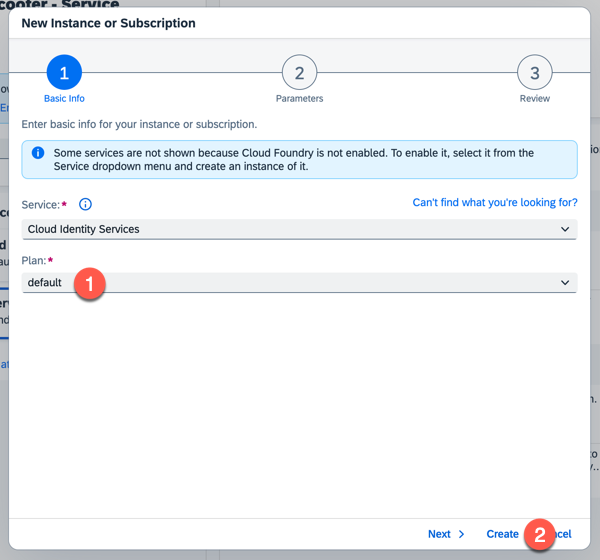 cooter - Service
New Instance or Subscription
1
2
3
Basic Info
Parameters
Review
Enter basic info for your instance or subscription.
Some services are not shown because Cloud Foundry is not enabled. To enable it, select it from the
Service dropdown menu and create an instance of it.
Service:*
Can't find what you're looking for?
Cloud Identity Services
Plan:*
default
1
Next
Create
2
cel